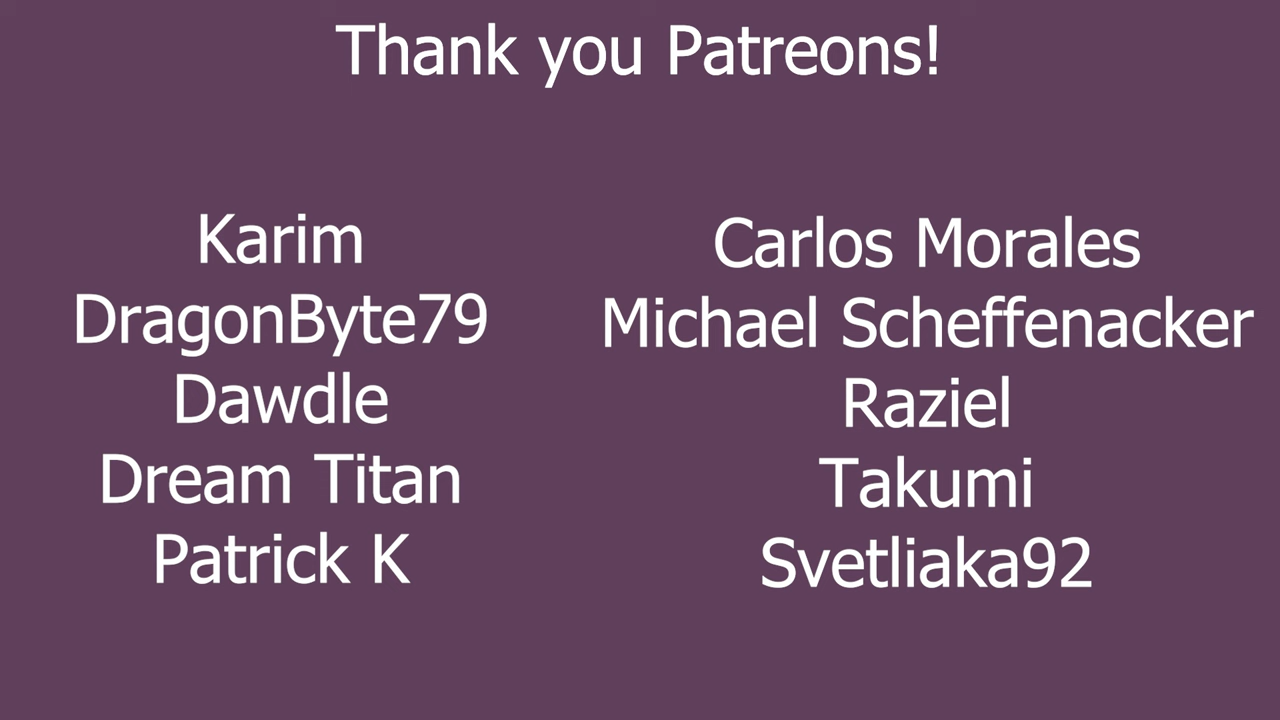 Thank you Patreons!
Karim
DragonByte79
Dawdle
Dream Titan
Patrick K
Carlos Morales
Michael Scheffenacker
Raziel
Takumi
Svetliaka92